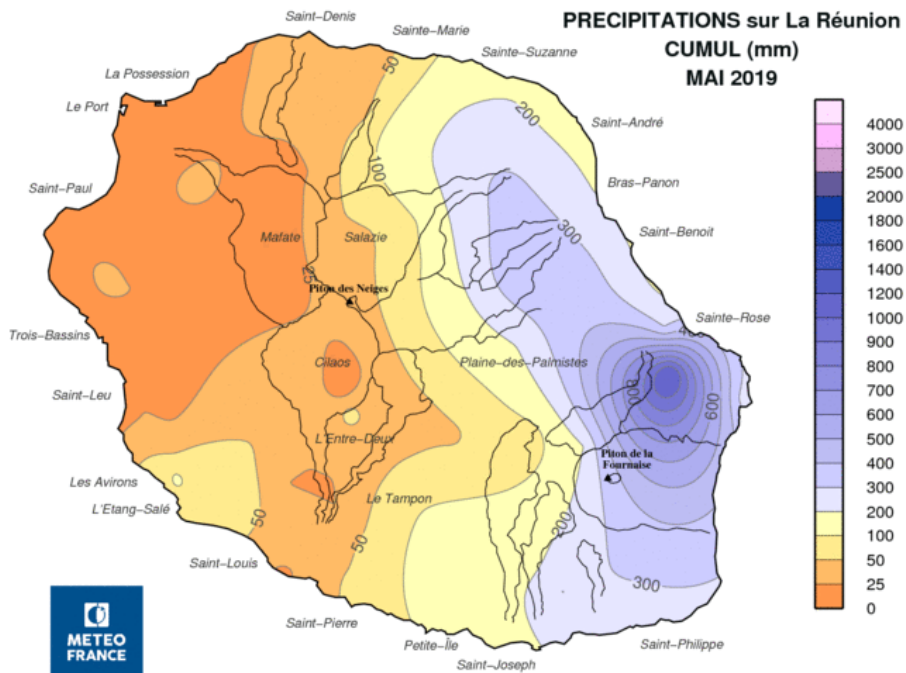 PRECIPITATIONS sur La Réunion
CUMUL (mm)
MAI 2019
Saint-Denis
Sainte-Marie
Sainte-Suzanne
La Possession
Le Port
Saint-André
Saint-Paul
Bras-Panon
Saint-Benoit
Mafate
Salazie
Piton des Neiges
Sainte-Rose
Trois-Bassins
Cilaos
Plaine-des-Palmistes
Saint-Leu
L'Entre-Deux
Piton de la
Fournaise
Les Avirons
L'Etang-Salé
Le Tampon
Saint-Louis
Saint-Pierre
Petite-Île
Saint-Joseph
Saint-Philippe
50
200
100
300
25
600
50
50
200
300
4000
3000
2500
2000
1800
1600
1400
1200
1000
900
800
700
600
500
400
300
200
100
50
25
0
METEO
FRANCE